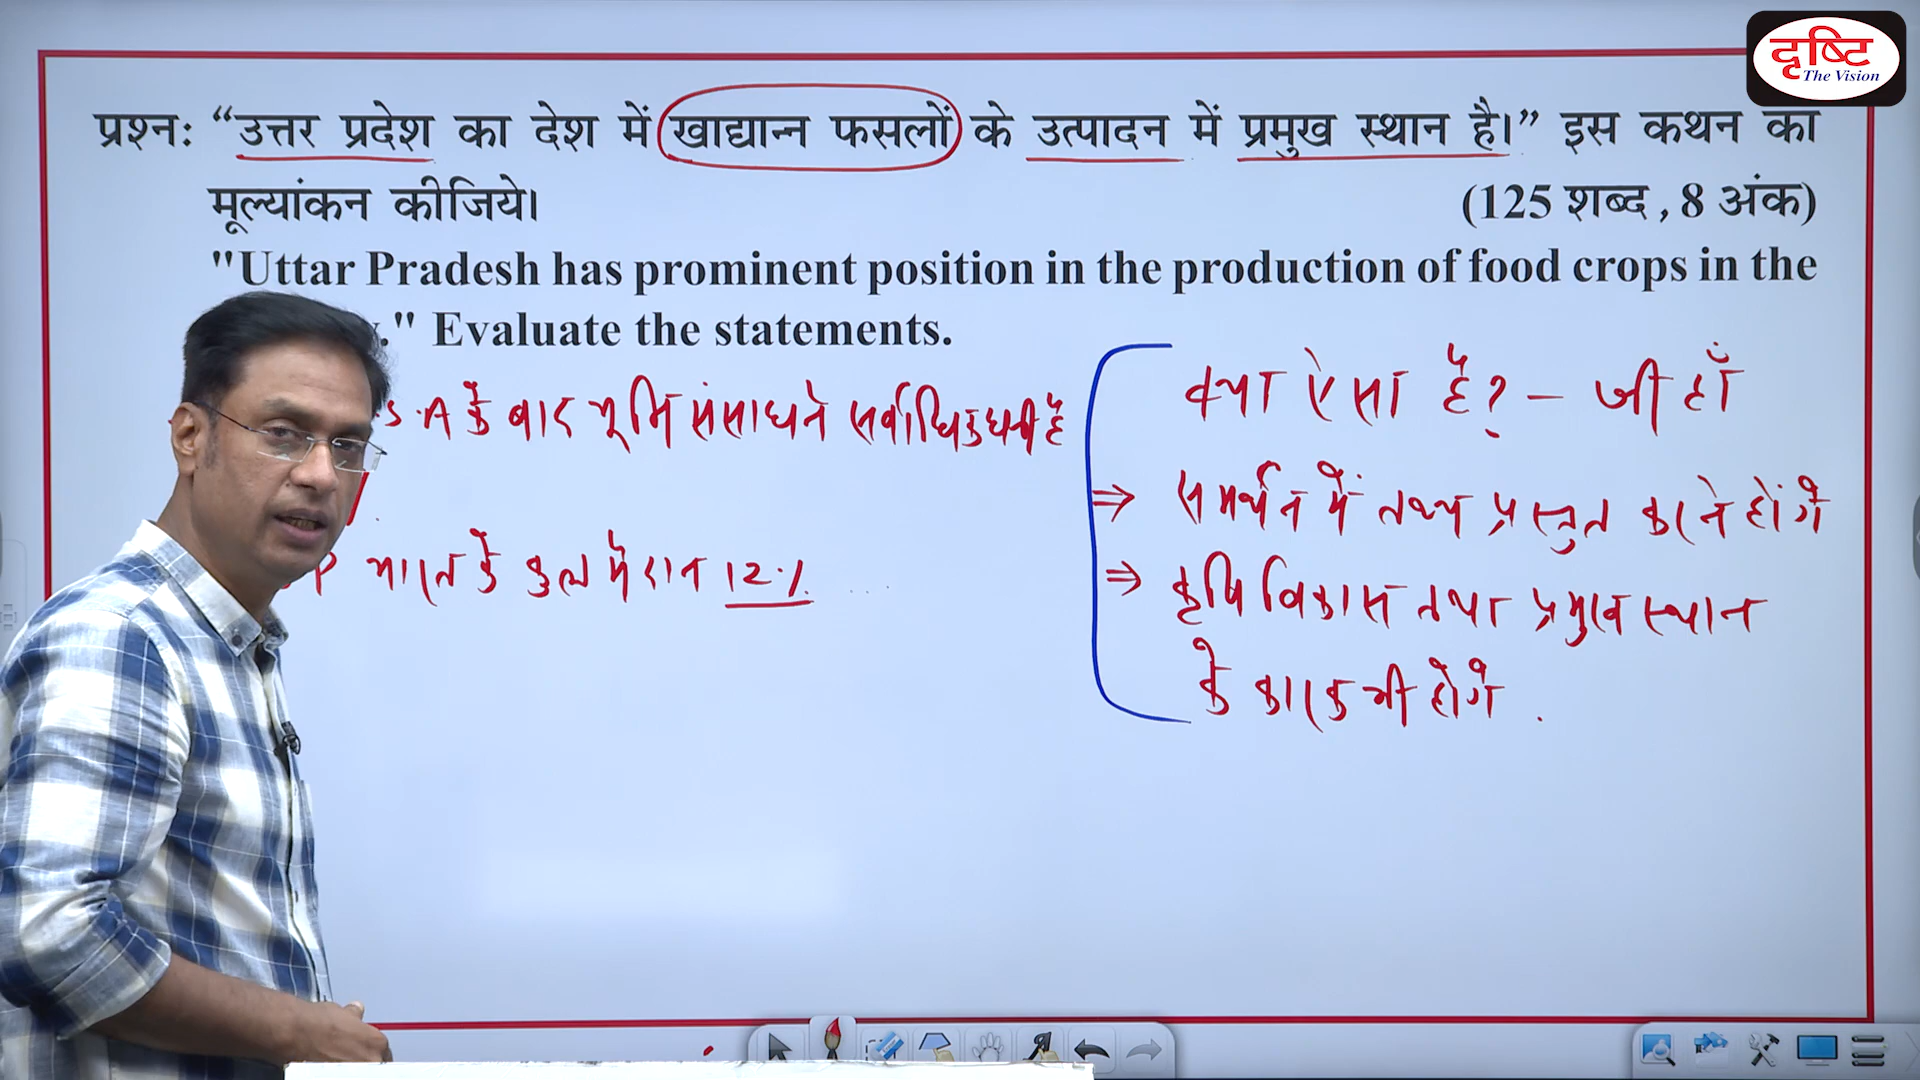 दृष्टि
The Vision
प्रश्न: “उत्तर प्रदेश का देश में खाद्यान्न फसलों के उत्पादन में प्रमुख स्थान है।” इस कथन का
मूल्यांकन कीजिये। (125 शब्द , 8 अंक)
"Uttar Pradesh has prominent position in the production of food crops in the
." Evaluate the statements.
S.A के बाद भूमि संसाधन सर्वाधिक धनी है
P भारत के कुल मैदान 12%
क्या ऐसा है? – जी हाँ
⇒ समर्थन में तथ्य प्रस्तुत करने होंगे
⇒ कृषि विकास तथा प्रमुख स्थान
के कारक भी होंगे .